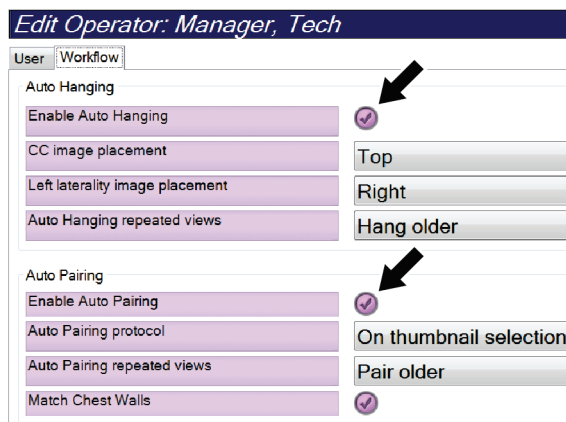 Edit Operator: Manager, Tech
User Workflow
Auto Hanging
Enable Auto Hanging
CC image placement Top
Left laterality image placement Right
Auto Hanging repeated views Hang older
Auto Pairing
Enable Auto Pairing
Auto Pairing protocol On thumbnail selection
Auto Pairing repeated views Pair older
Match Chest Walls